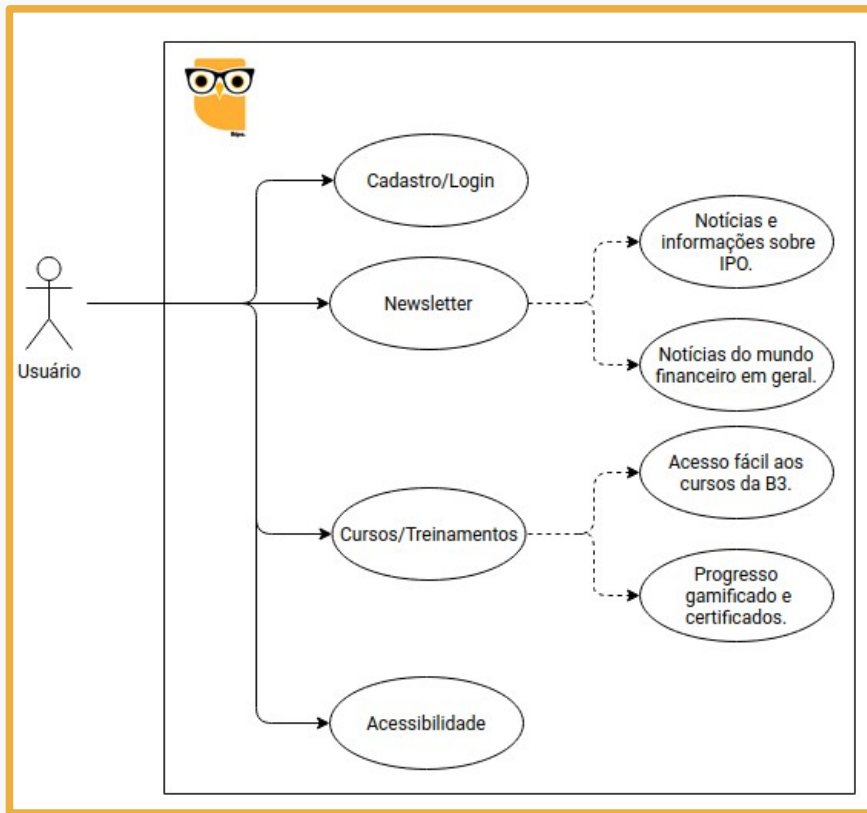 Cadastro/Login
Notícias e
informações sobre
IPO.
Newsletter
Usuário
Notícias do mundo
financeiro em geral.
Acesso fácil aos
cursos da B3.
Cursos/Treinamentos
Progresso
gamificado e
certificados.
Acessibilidade